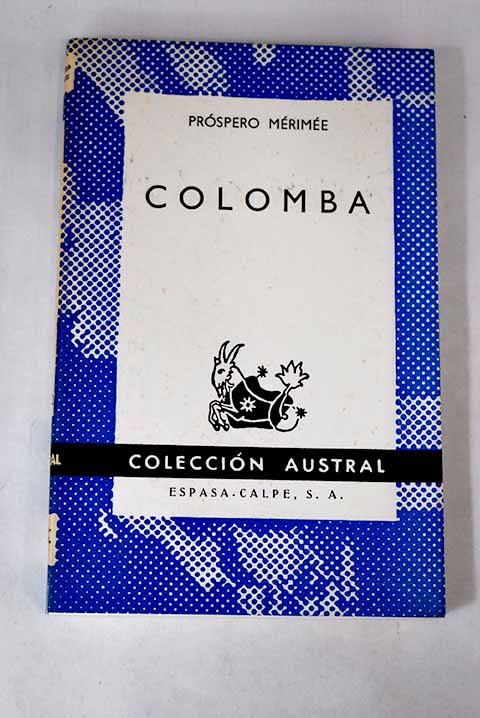 PRÓSPERO MÉRIMÉE
COLOMBA
COLECCIÓN AUSTRAL
ESPASA-CALPE, S. A.